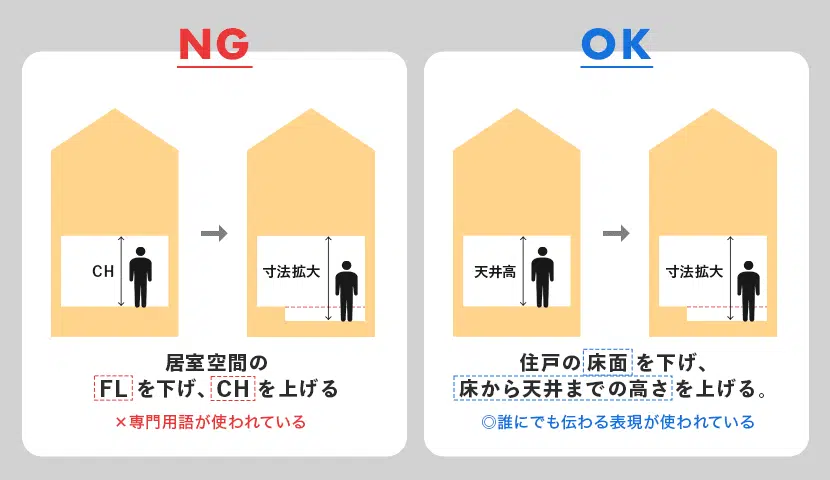 NG
CH
寸法拡大
居室空間の
FLを下げ、CHを上げる
×専門用語が使われている
OK
天井高
寸法拡大
住戸の床面を下げ、
床から天井までの高さを上げる。
◎誰にでも伝わる表現が使われている